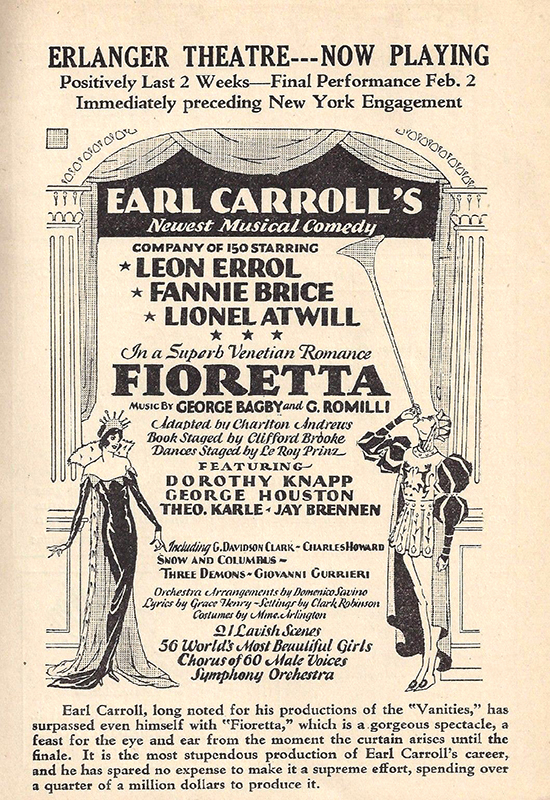 ERLANGER THEATRE---NOW PLAYING
Positively Last 2 Weeks—Final Performance Feb. 2
Immediately preceding New York Engagement
EARL CARROLL'S
Newest Musical Comedy
COMPANY OF 150 STARRING
★ LEON ERROL
★ FANNIE BRICE
★ LIONEL ATWILL
★ ★ ★
In a Superb Venetian Romance
FIORETTA
MUSIC BY GEORGE BAGBY and G. ROMILLI
Adapted by Charlton Andrews
Book Staged by Clifford Brooke
Dances Staged by Le Roy Prinz
FEATURING
DOROTHY KNAPP
GEORGE HOUSTON
THEO. KARLE - JAY BRENNEN
Including G. DAVIDSON CLARK - CHARLES HOWARD
SNOW AND COLUMBUS -
THREE DEMONS - GIOVANNI GURRIERI
Orchestra Arrangements by Domenico Savino
Lyrics by Grace Henry - Settings by Clark Robinson
Costumes by Mme. Arlington
21 Lavish Scenes
56 World's Most Beautiful Girls
Chorus of 60 Male Voices
Symphony Orchestra
Earl Carroll, long noted for his productions of the "Vanities," has
surpassed even himself with "Fioretta," which is a gorgeous spectacle, a
feast for the eye and ear from the moment the curtain arises until the
finale. It is the most stupendous production of Earl Carroll's career,
and he has spared no expense to make it a supreme effort, spending over
a quarter of a million dollars to produce it.